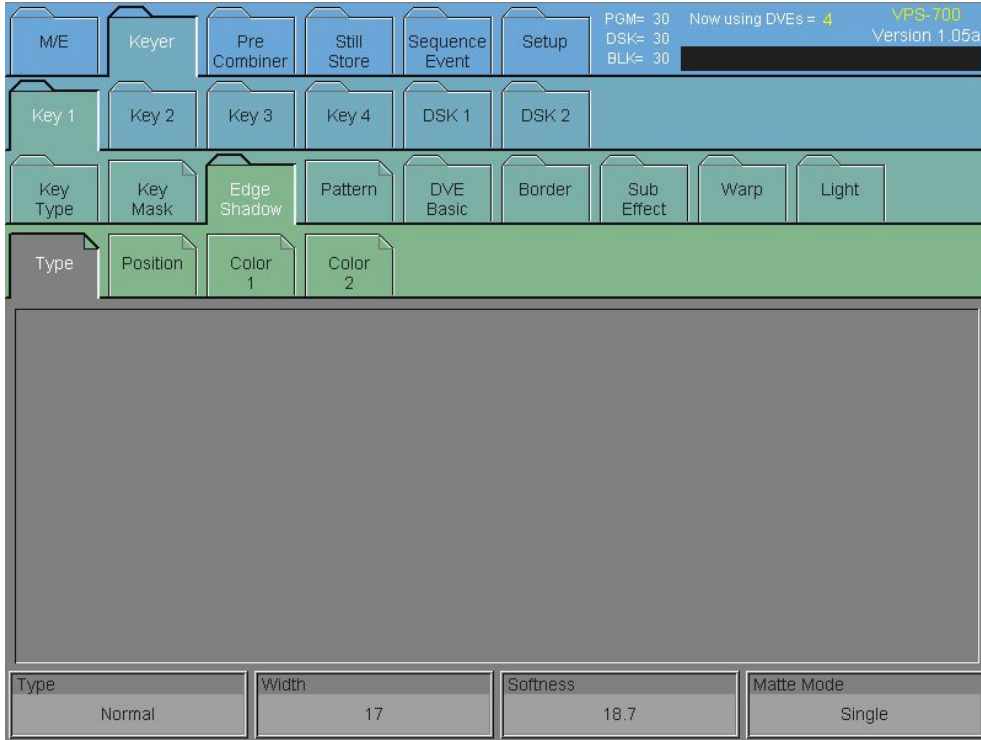 M/E
Keyer
Pre
Combiner
Still
Store
Sequence
Event
Setup
PGM= 30 Now using DVEs = 4 VPS-700
DSK= 30 Version 1.05a
BLK= 30
Key 1
Key 2
Key 3
Key 4
DSK 1
DSK 2
Key
Type
Key
Mask
Edge
Shadow
Pattern
DVE
Basic
Border
Sub
Effect
Warp
Light
Type
Position
Color
1
Color
2
Type
Normal
Width
17
Softness
18.7
Matte Mode
Single